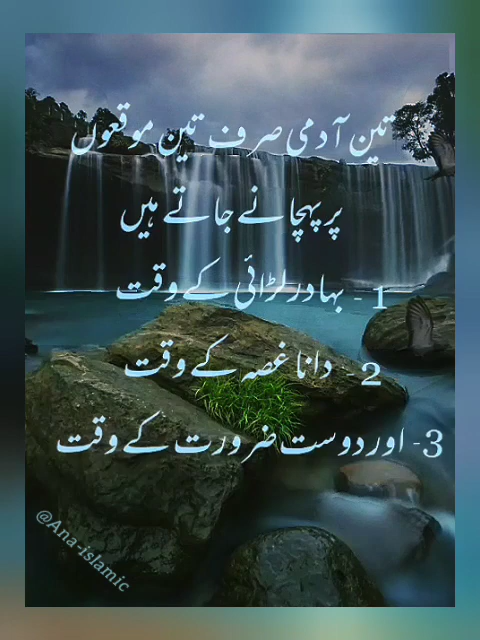 تین آدمی صرف تین موقعوں
پر پہچانے جاتے ہیں
1 - بہادر لڑائی کے وقت
2 - دانا غصہ کے وقت
3- اور دوست ضرورت کے وقت
@Ana-islamic